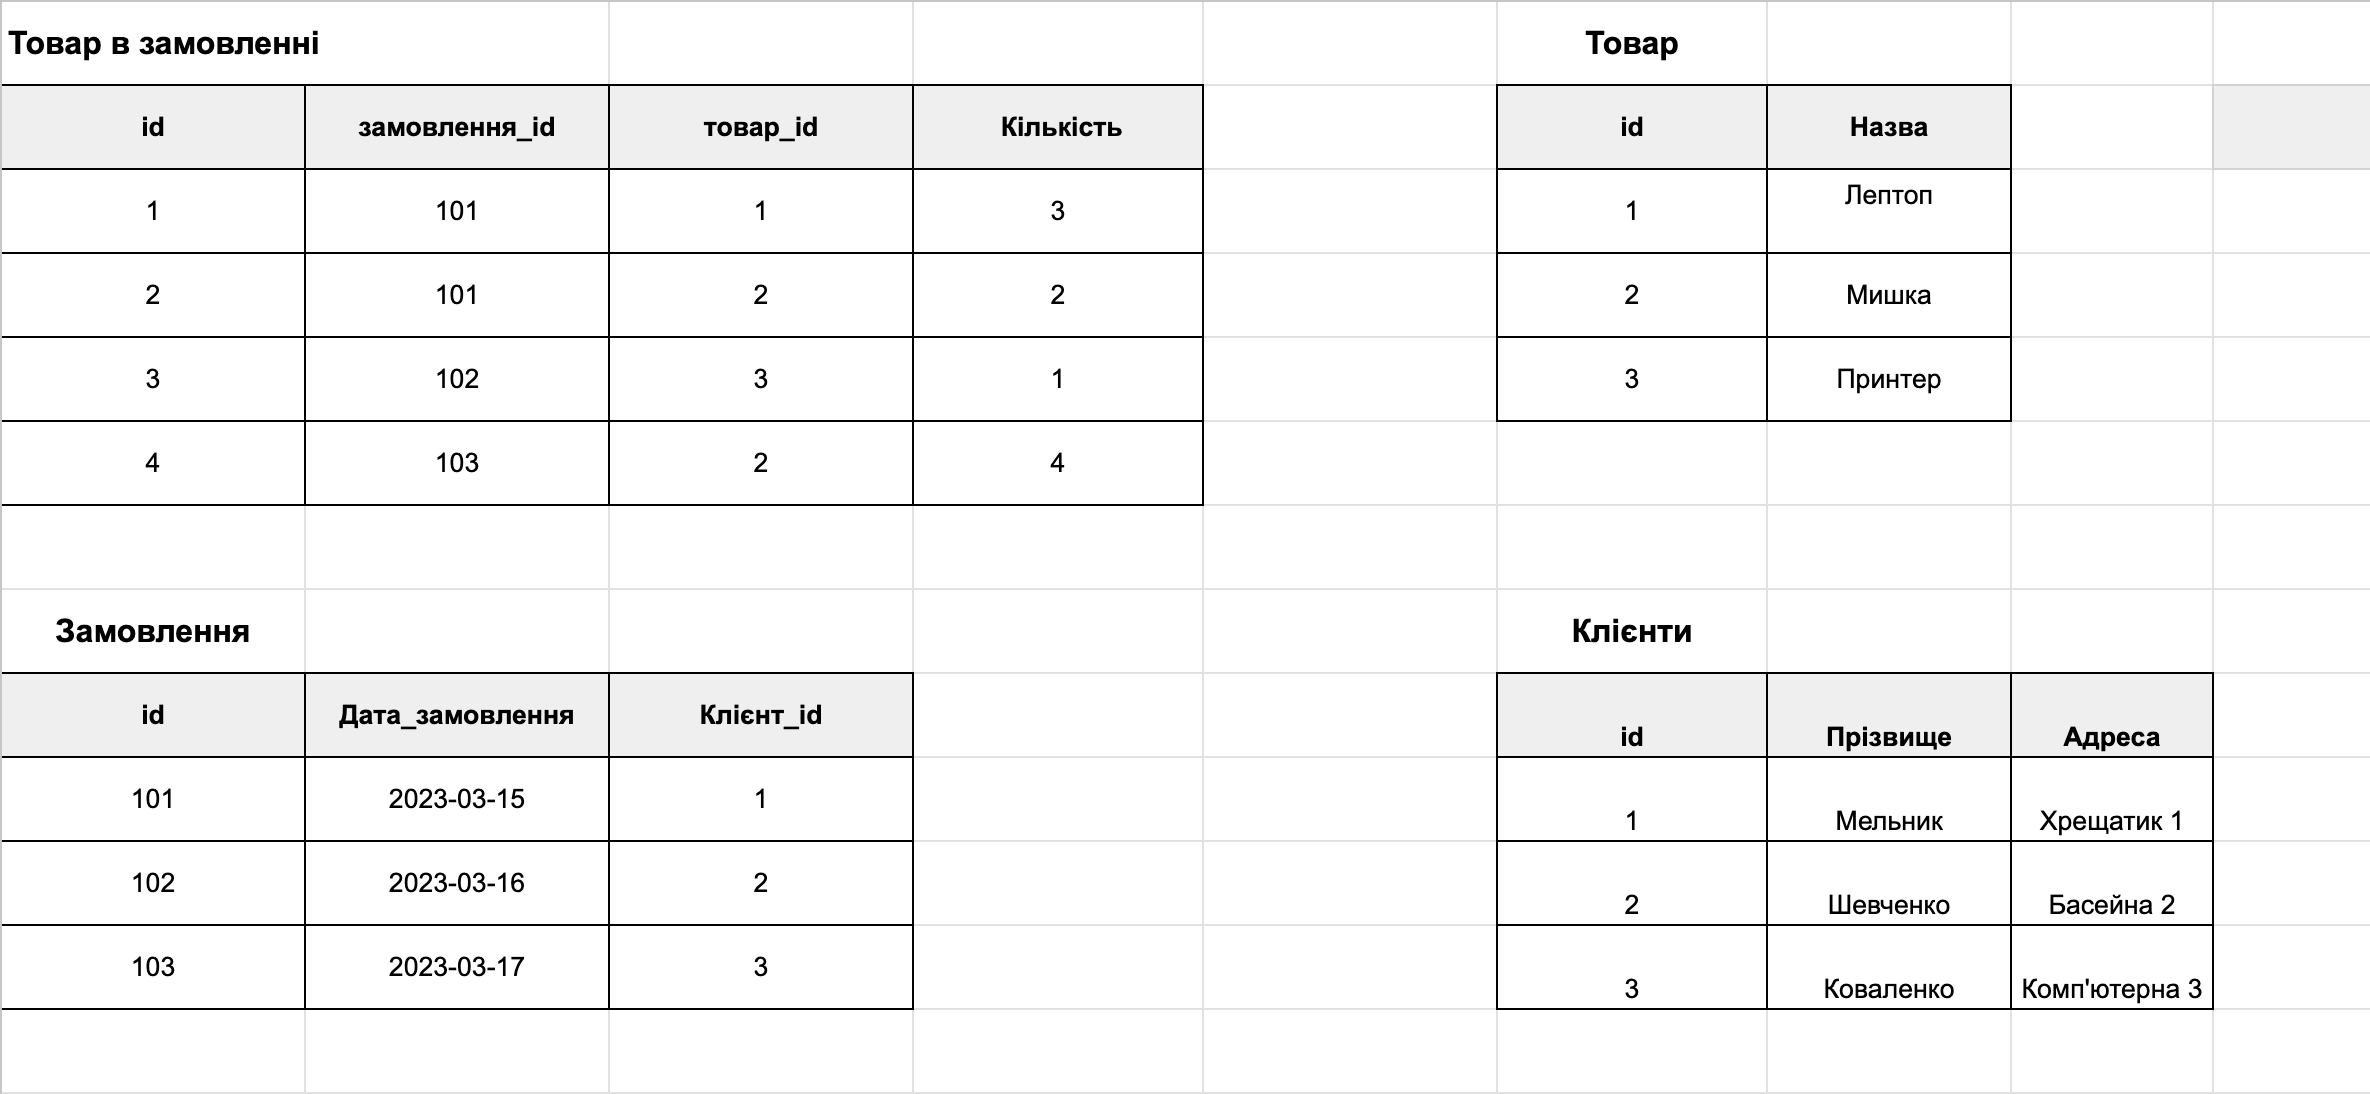 Товар в замовленні
Товар
id замовлення_id товар_id Кількість
id Назва
1 101 1 3
1 Лептоп
2 101 2 2
2 Мишка
3 102 3 1
3 Принтер
4 103 2 4
Замовлення
Клієнти
id Дата_замовлення Клієнт_id
id Прізвище Адреса
101 2023-03-15 1
1 Мельник Хрещатик 1
102 2023-03-16 2
2 Шевченко Басейна 2
103 2023-03-17 3
3 Коваленко Комп'ютерна 3